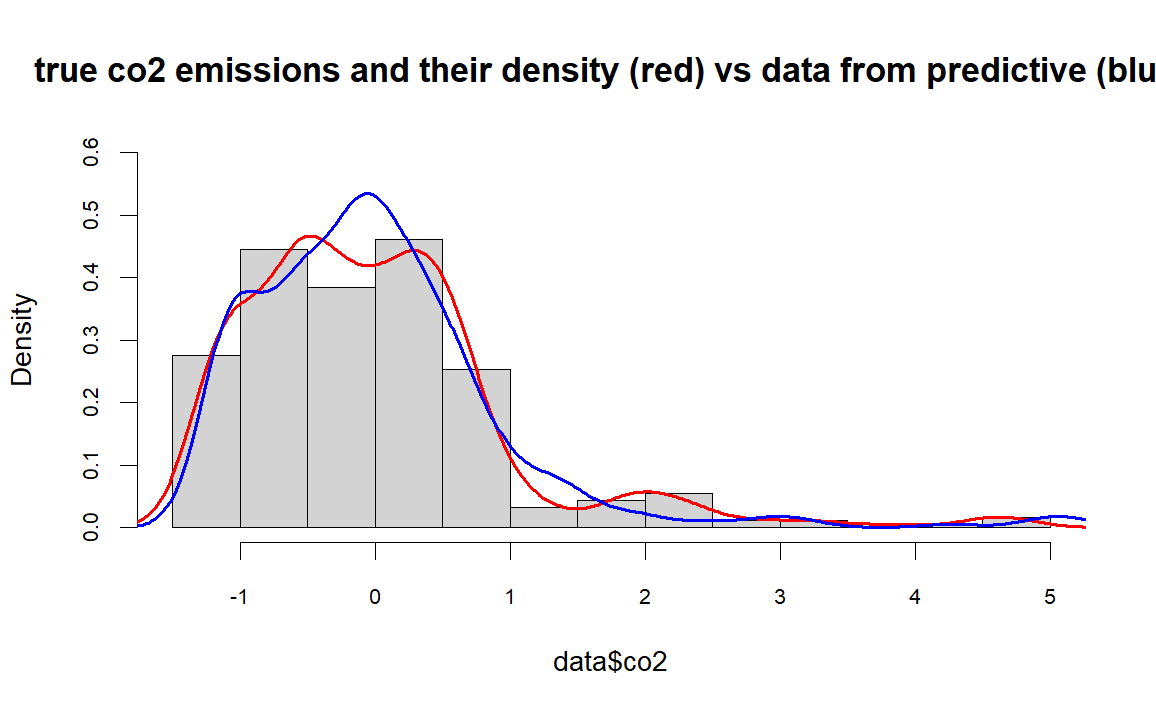 true co2 emissions and their density (red) vs data from predictive (blu
Density
0.6
0.5
0.4
0.3
0.2
0.1
0.0
-1 0 1 2 3 4 5
data$co2